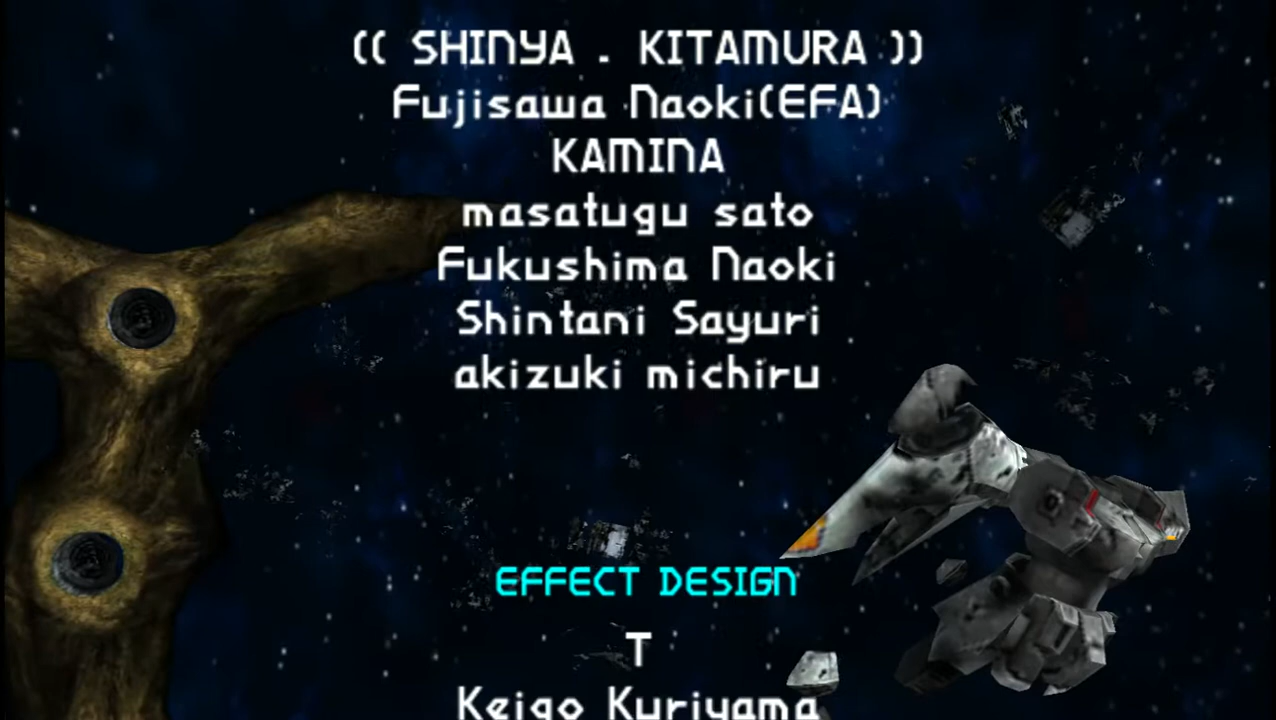 (( SHINYA . KITAMURA ))
Fujisawa Naoki(EFA)
KAMINA
masatugu sato
Fukushima Naoki
Shintani Sayuri
akizuki michiru
EFFECT DESIGN
T
Keigo Kuriyama